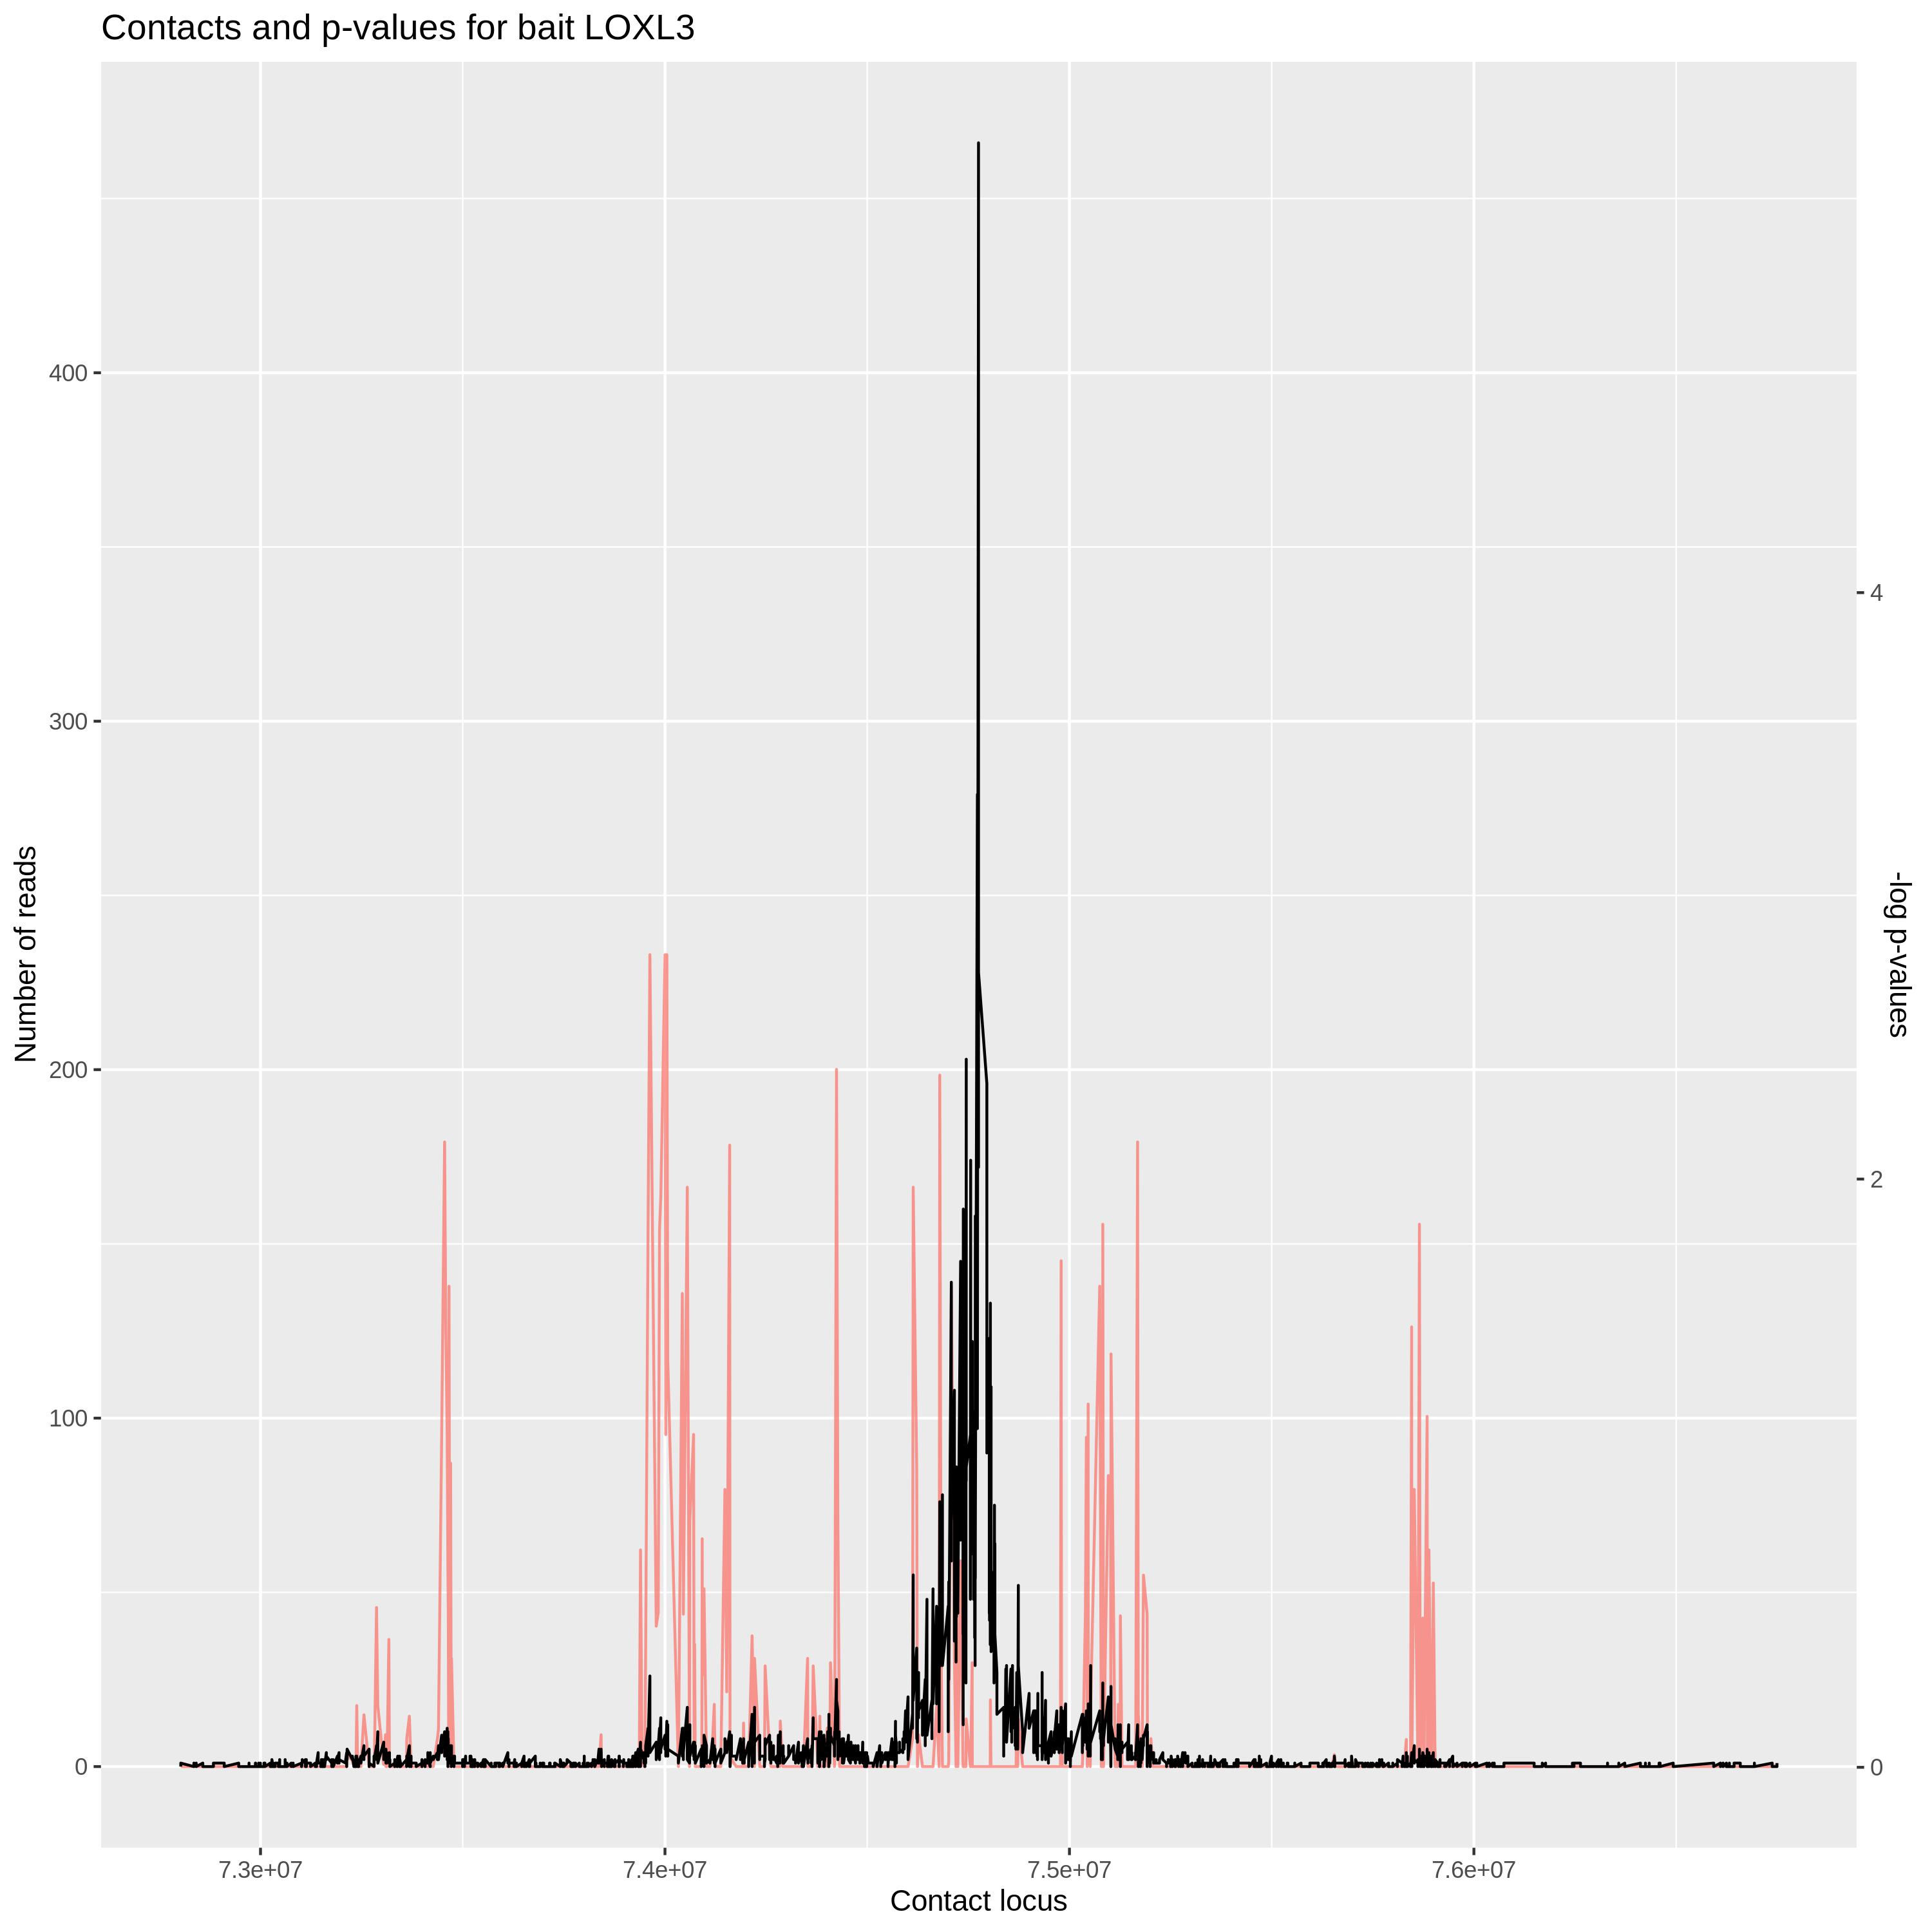 Contacts and p-values for bait LOXL3
Number of reads
400
300
200
100
0
4
2
0
-log p-values
7.3e+07
7.4e+07
7.5e+07
7.6e+07
Contact locus